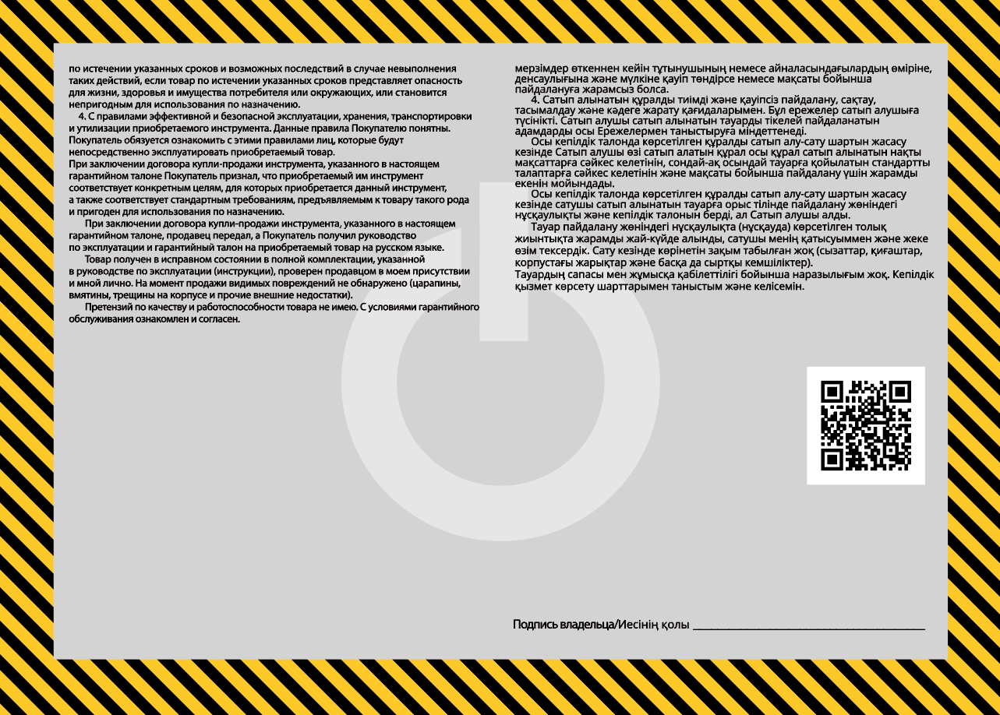 по истечении указанных сроков и возможных последствий в случае невыполнения
таких действий, если товар по истечении указанных сроков представляет опасность
для жизни, здоровья и имущества потребителя или окружающих, или становится
непригодным для использования по назначению.
4. С правилами эффективной и безопасной эксплуатации, хранения, транспортировки
и утилизации приобретаемого инструмента. Данные правила Покупателю понятны.
Покупатель обязуется ознакомить с этими правилами лиц, которые будут
непосредственно эксплуатировать приобретаемый товар.
При заключении договора купли-продажи инструмента, указанного в настоящем
гарантийном талоне Покупатель признал, что приобретаемый им инструмент
соответствует конкретным целям, для которых приобретается данный инструмент,
а также соответствует стандартным требованиям, предъявляемым к товару такого рода
и пригоден для использования по назначению.
При заключении договора купли-продажи инструмента, указанного в настоящем
гарантийном талоне, продавец передал, а Покупатель получил руководство
по эксплуатации и гарантийный талон на приобретаемый товар на русском языке.
Товар получен в исправном состоянии в полной комплектации, указанной
в руководстве по эксплуатации (инструкции), проверен продавцом в моем присутствии
и мной лично. На момент продажи видимых повреждений не обнаружено (царапины,
вмятины, трещины на корпусе и прочие внешние недостатки).
Претензий по качеству и работоспособности товара не имею. С условиями гарантийного
обслуживания ознакомлен и согласен.
мерзімдер өткеннен кейін тұтынушының немесе айналасындағылардың өміріне,
денсаулығына және мүлкіне қауіп төндірсе немесе мақсаты бойынша
пайдалануға жарамсыз болса.
4. Сатып алынатын құралды тиімді және қауіпсіз пайдалану, сақтау,
тасымалдау және кәдеге жарату қағидаларымен. Бұл ережелер сатып алушыға
түсінікті. Сатып алушы сатып алынатын тауарды тікелей пайдаланатын
адамдарды осы Ережелермен таныстыруға міндеттенеді.
Осы кепілдік талонда көрсетілген құралды сатып алу-сату шартын жасасу
кезінде Сатып алушы өзі сатып алатын құрал осы құрал сатып алынатын нақты
мақсаттарға сәйкес келетінін, сондай-ақ осындай тауарға қойылатын стандартты
талаптарға сәйкес келетінін және мақсаты бойынша пайдалану үшін жарамды
екенін мойындады.
Осы кепілдік талонда көрсетілген құралды сатып алу-сату шартын жасасу
кезінде сатушы сатып алынатын тауарға орыс тілінде пайдалану жөніндегі
нұсқаулықты және кепілдік талонын берді, ал Сатып алушы алды.
Тауар пайдалану жөніндегі нұсқаулықта (нұсқауда) көрсетілген толық
жиынтықта жарамды жай-күйде алынды, сатушы менің қатысуыммен және жеке
өзім тексердік. Сату кезінде көрінетін зақым табылған жоқ (сызаттар, қиғаштар,
корпустағы жарықтар және басқа да сыртқы кемшіліктер).
Тауардың сапасы мен жұмысқа қабілеттілігі бойынша наразылығым жоқ. Кепілдік
қызмет көрсету шарттарымен таныстым және келісемін.
Подпись владельца/Иесінің қолы ______________________________________